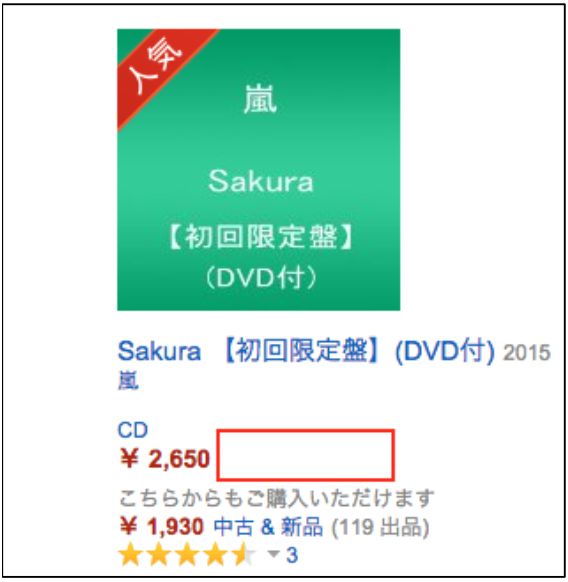 人気
嵐
Sakura
【初回限定盤】
(DVD付)
Sakura 【初回限定盤】(DVD付) 2015
嵐
CD
¥ 2,650
こちらからもご購入いただけます
¥ 1,930 中古 & 新品 (119 出品)
3